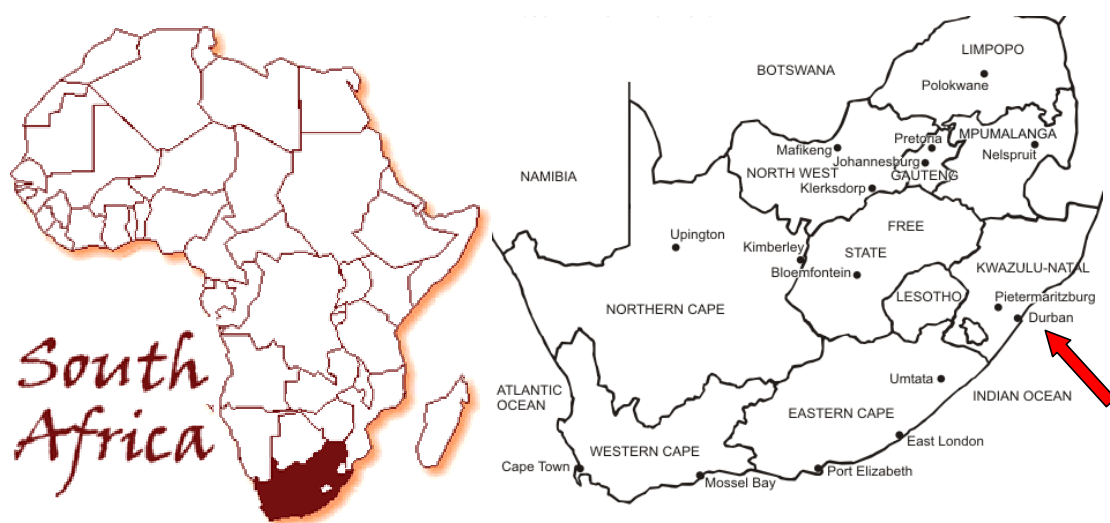 South
Africa
LIMPOPO
BOTSWANA
Polokwane
MPUMALANGA
Pretoria
Mafikeng
Nelspruit
Johannesburg
NAMIBIA
NORTH WEST
GAUTENG
Klerksdorp
FREE
Upington
Kimberley
STATE
Bloemfontein
KWAZULU-NATAL
LESOTHO
Pietermaritzburg
NORTHERN CAPE
Durban
Umtata
ATLANTIC
OCEAN
INDIAN OCEAN
EASTERN CAPE
East London
WESTERN CAPE
Cape Town
Port Elizabeth
Mossel Bay